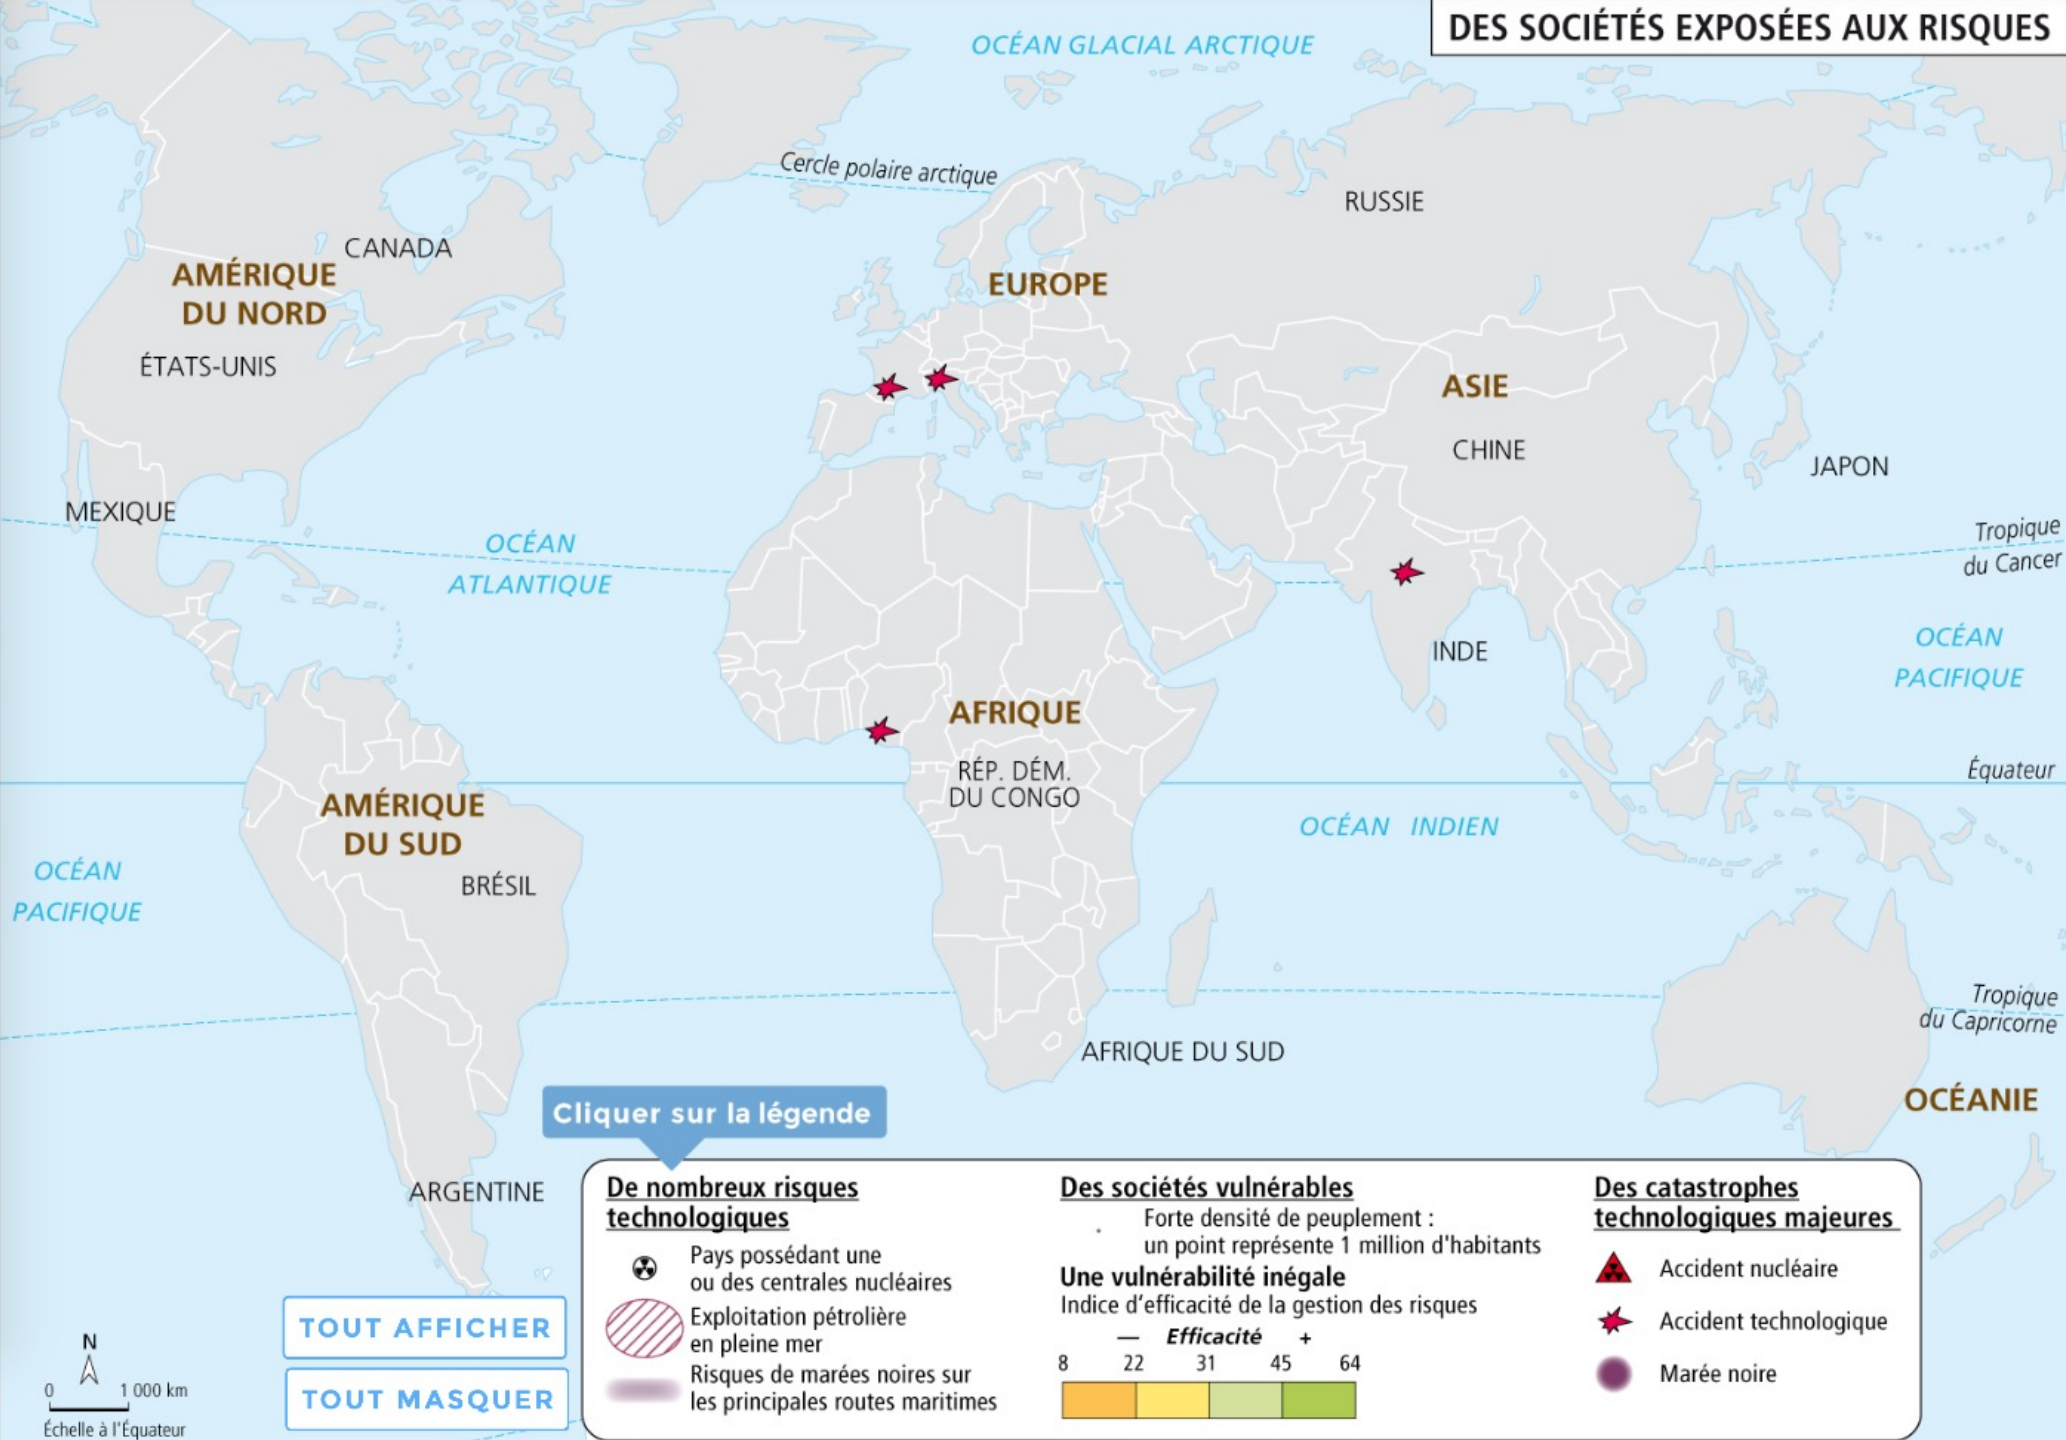 DES SOCIÉTÉS EXPOSÉES AUX RISQUES
OCÉAN GLACIAL ARCTIQUE
Cercle polaire arctique
RUSSIE
CANADA
AMÉRIQUE
DU NORD
EUROPE
ÉTATS-UNIS
ASIE
CHINE
JAPON
MEXIQUE
OCÉAN
ATLANTIQUE
Tropique
du Cancer
OCÉAN
PACIFIQUE
INDE
AFRIQUE
RÉP. DÉM.
DU CONGO
Équateur
AMÉRIQUE
DU SUD
OCÉAN INDIEN
OCÉAN
PACIFIQUE
BRÉSIL
Tropique
du Capricorne
AFRIQUE DU SUD
OCÉANIE
ARGENTINE
Cliquer sur la légende
De nombreux risques
technologiques
Pays possédant une
ou des centrales nucléaires
Exploitation pétrolière
en pleine mer
Risques de marées noires sur
les principales routes maritimes
Des sociétés vulnérables
Forte densité de peuplement :
un point représente 1 million d'habitants
Une vulnérabilité inégale
Indice d'efficacité de la gestion des risques
— Efficacité +
8 22 31 45 64
Des catastrophes
technologiques majeures
Accident nucléaire
Accident technologique
Marée noire
TOUT AFFICHER
TOUT MASQUER
N
0 1 000 km
Échelle à l'Équateur